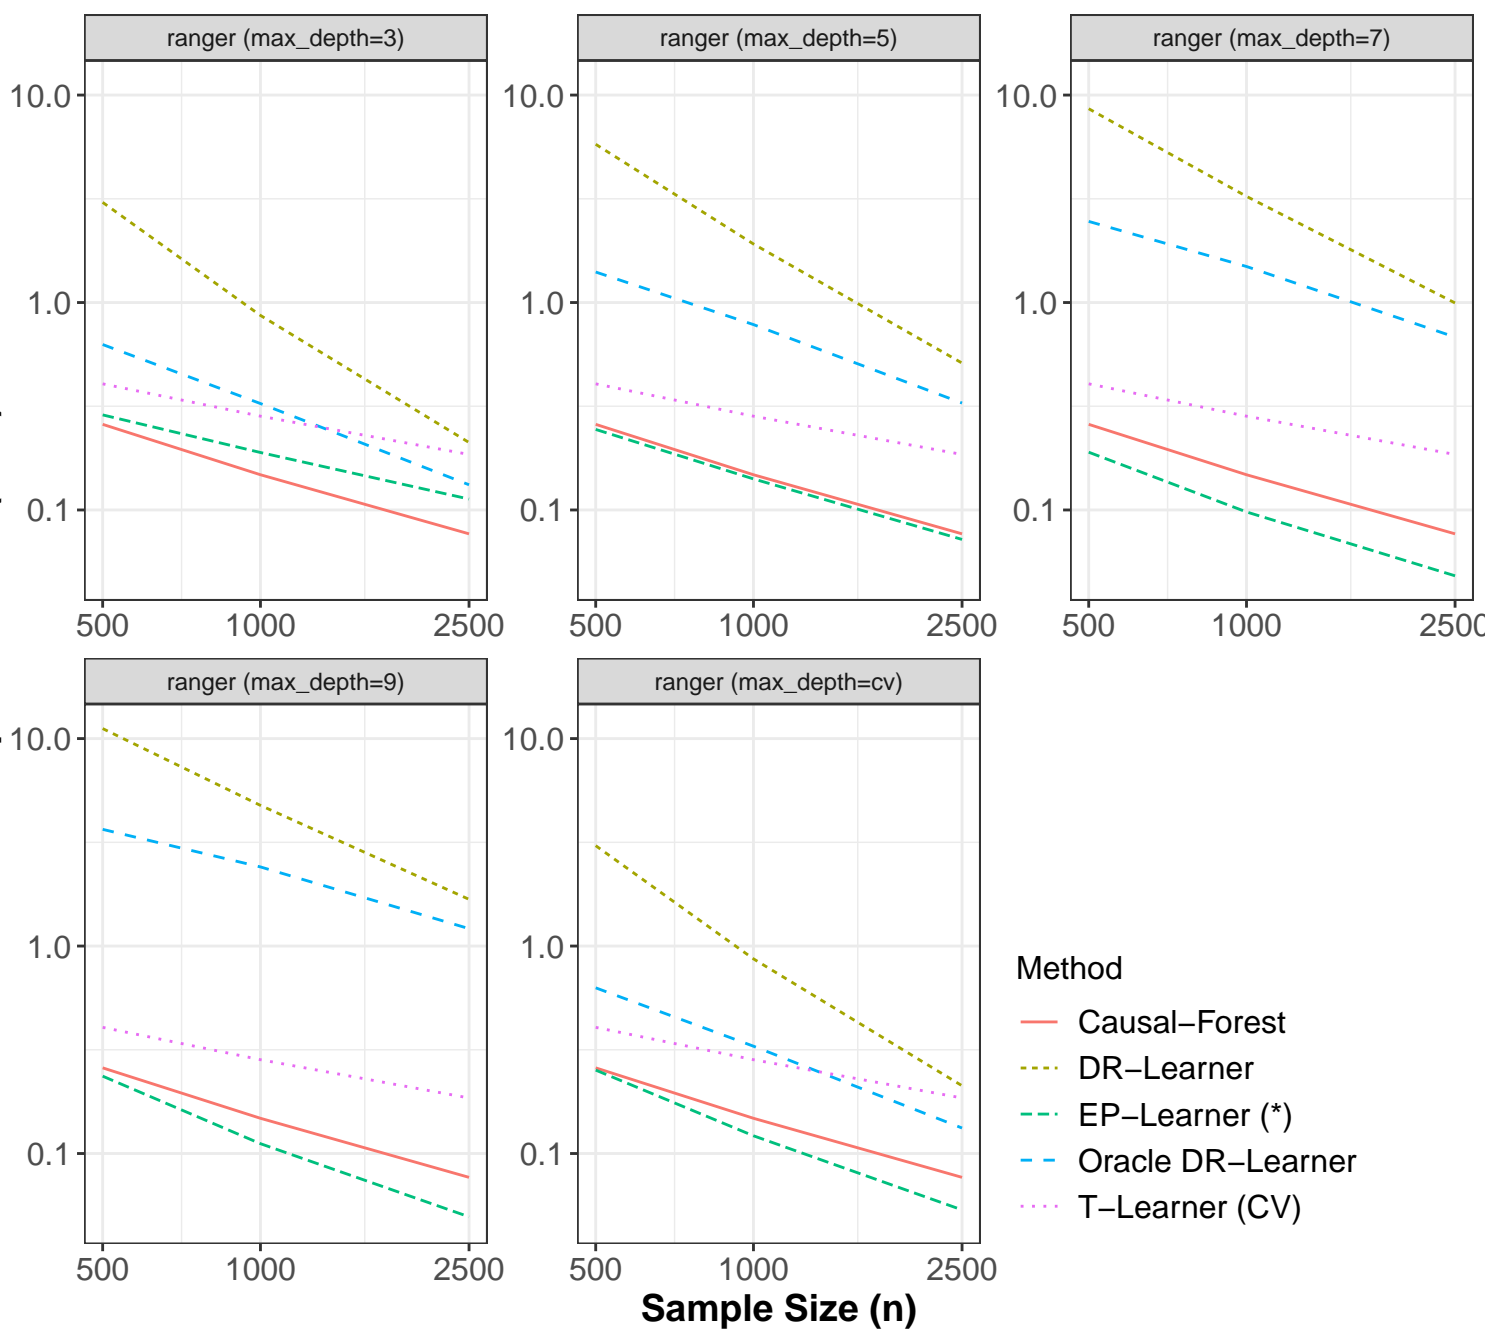 ranger (max_depth=3)
ranger (max_depth=5)
ranger (max_depth=7)
10.0
1.0
0.1
500 1000 2500
10.0
1.0
0.1
500 1000 2500
10.0
1.0
0.1
500 1000 2500
ranger (max_depth=9)
ranger (max_depth=cv)
10.0
1.0
0.1
500 1000 2500
10.0
1.0
0.1
500 1000 2500
Sample Size (n)
Method
Causal−Forest
DR−Learner
EP−Learner (*)
Oracle DR−Learner
T−Learner (CV)